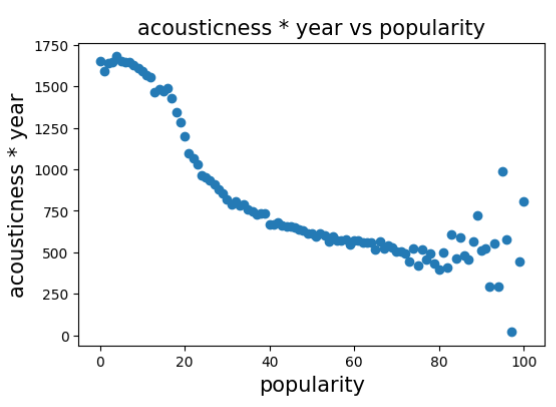 acousticness * year vs popularity
acousticness * year
1750
1500
1250
1000
750
500
250
0
0 20 40 60 80 100
popularity